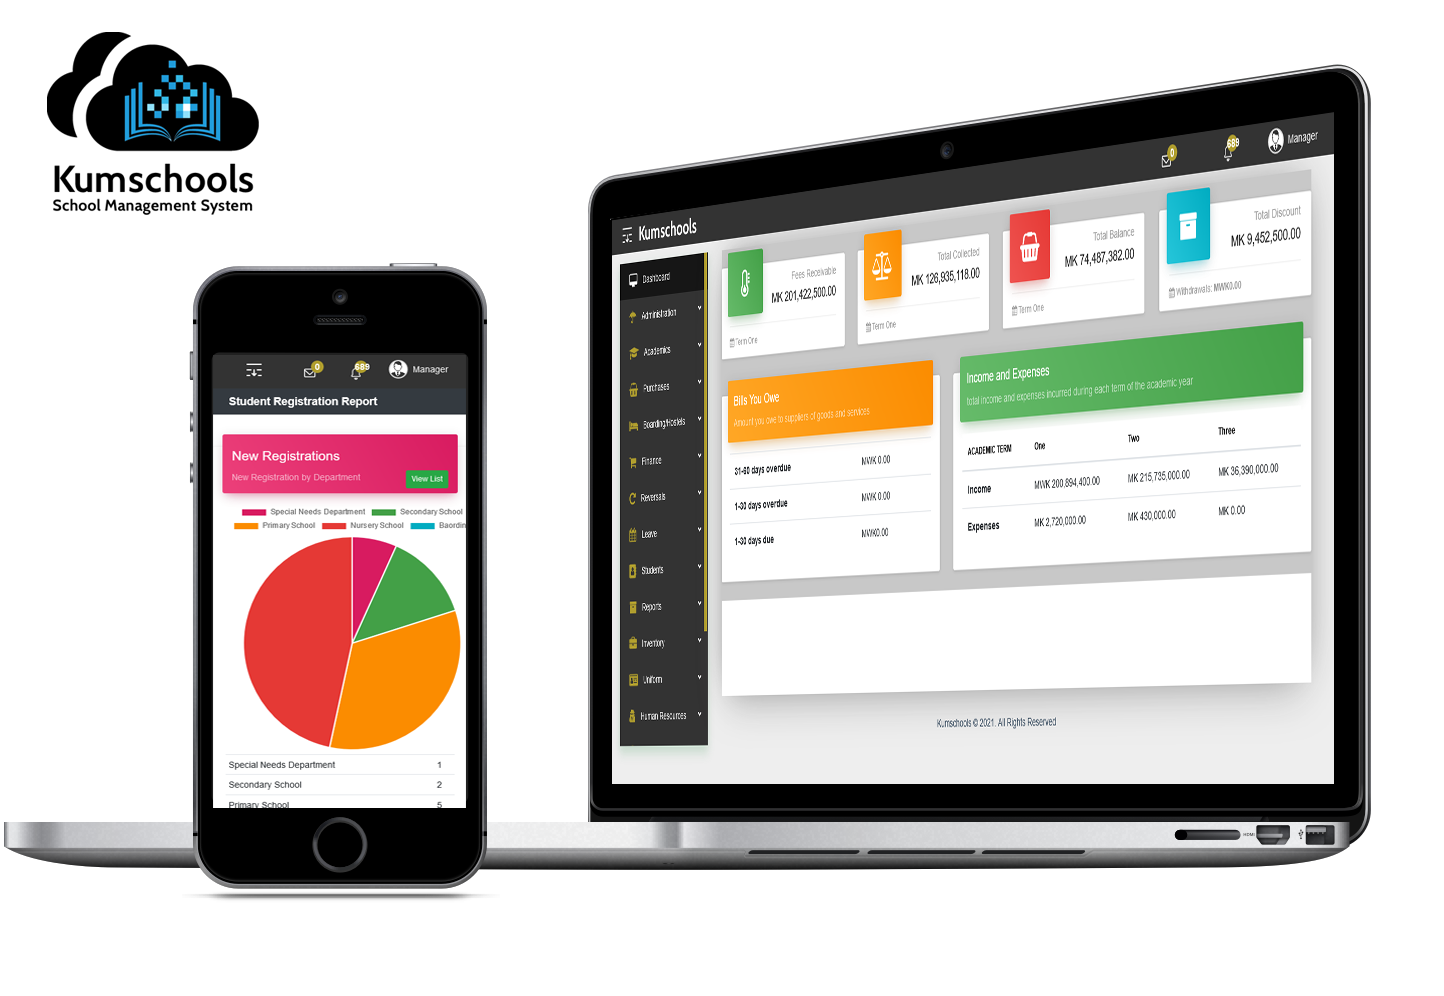 Kumschools
School Management System
0
689
Manager
Student Registration Report
New Registrations
New Registration by Department
View List
Special Needs Department
Secondary School
Primary School
Nursery School
Baordin
Special Needs Department 1
Secondary School 2
Primary School 5
Kumschools
0
689
Manager
Dashboard
Administration
Academics
Purchases
Boarding/Hostels
Finance
Reversals
Leave
Students
Reports
Inventory
Uniform
Human Resources
Fees Receivable
MK 201,422,500.00
Term One
Total Collected
MK 126,935,118.00
Term One
Total Balance
MK 74,487,382.00
Term One
Total Discount
MK 9,452,500.00
Withdrawals: MWK0.00
Bills You Owe
Amount you owe to suppliers of goods and services
31-60 days overdue MWK 0.00
1-30 days overdue MWK 0.00
1-30 days due MWK0.00
Income and Expenses
total income and expenses incurred during each term of the academic year
ACADEMIC TERM One Two Three
Income MWK 200,894,400.00 MK 215,735,000.00 MK 36,390,000.00
Expenses MK 2,720,000.00 MK 430,000.00 MK 0.00
Kumschools © 2021. All Rights Reserved
HDMI